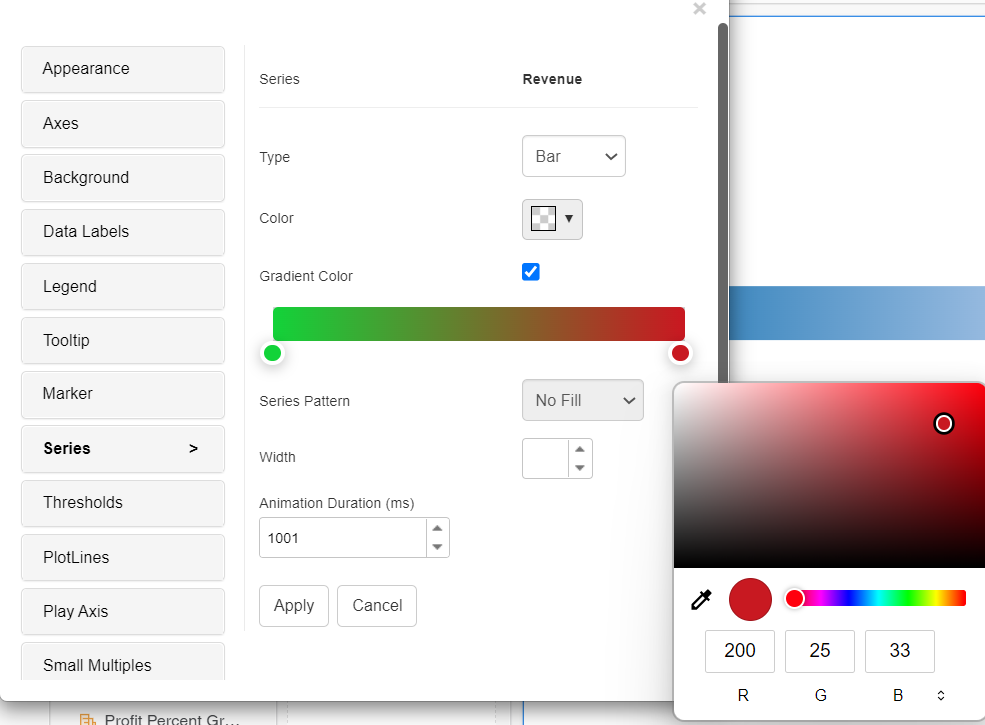 ×
Appearance
Axes
Background
Data Labels
Legend
Tooltip
Marker
Series >
Thresholds
PlotLines
Play Axis
Small Multiples
Series Revenue
Type Bar
Color
Gradient Color
Series Pattern No Fill
Width
Animation Duration (ms)
1001
Apply Cancel
200 25 33
R G B
Profit Percent Gr...